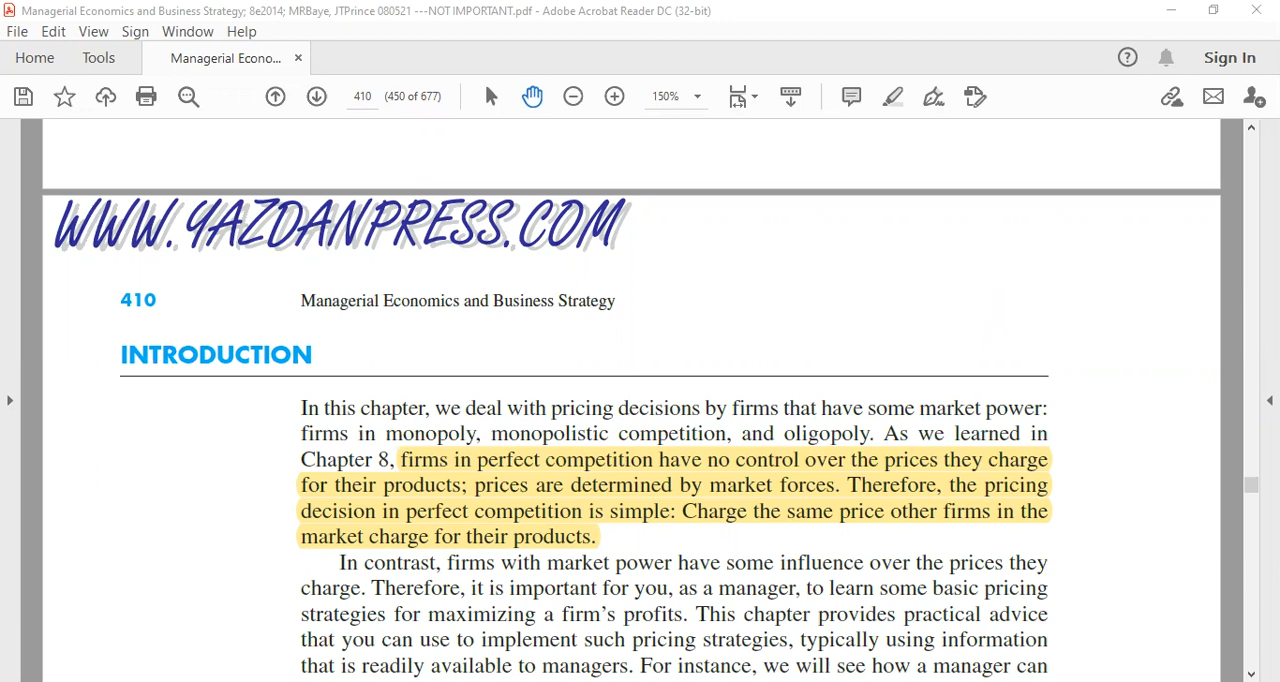 Managerial Economics and Business Strategy; 8e2014; MRBaye, JTPrince 080521 ---NOT IMPORTANT.pdf - Adobe Acrobat Reader DC (32-bit)
File Edit View Sign Window Help
Home Tools Managerial Econo... × Sign In
410 (450 of 677) 150%
WWW.YAZDANPRESS.COM
410 Managerial Economics and Business Strategy
INTRODUCTION
In this chapter, we deal with pricing decisions by firms that have some market power:
firms in monopoly, monopolistic competition, and oligopoly. As we learned in
Chapter 8, firms in perfect competition have no control over the prices they charge
for their products; prices are determined by market forces. Therefore, the pricing
decision in perfect competition is simple: Charge the same price other firms in the
market charge for their products.
In contrast, firms with market power have some influence over the prices they
charge. Therefore, it is important for you, as a manager, to learn some basic pricing
strategies for maximizing a firm's profits. This chapter provides practical advice
that you can use to implement such pricing strategies, typically using information
that is readily available to managers. For instance, we will see how a manager can